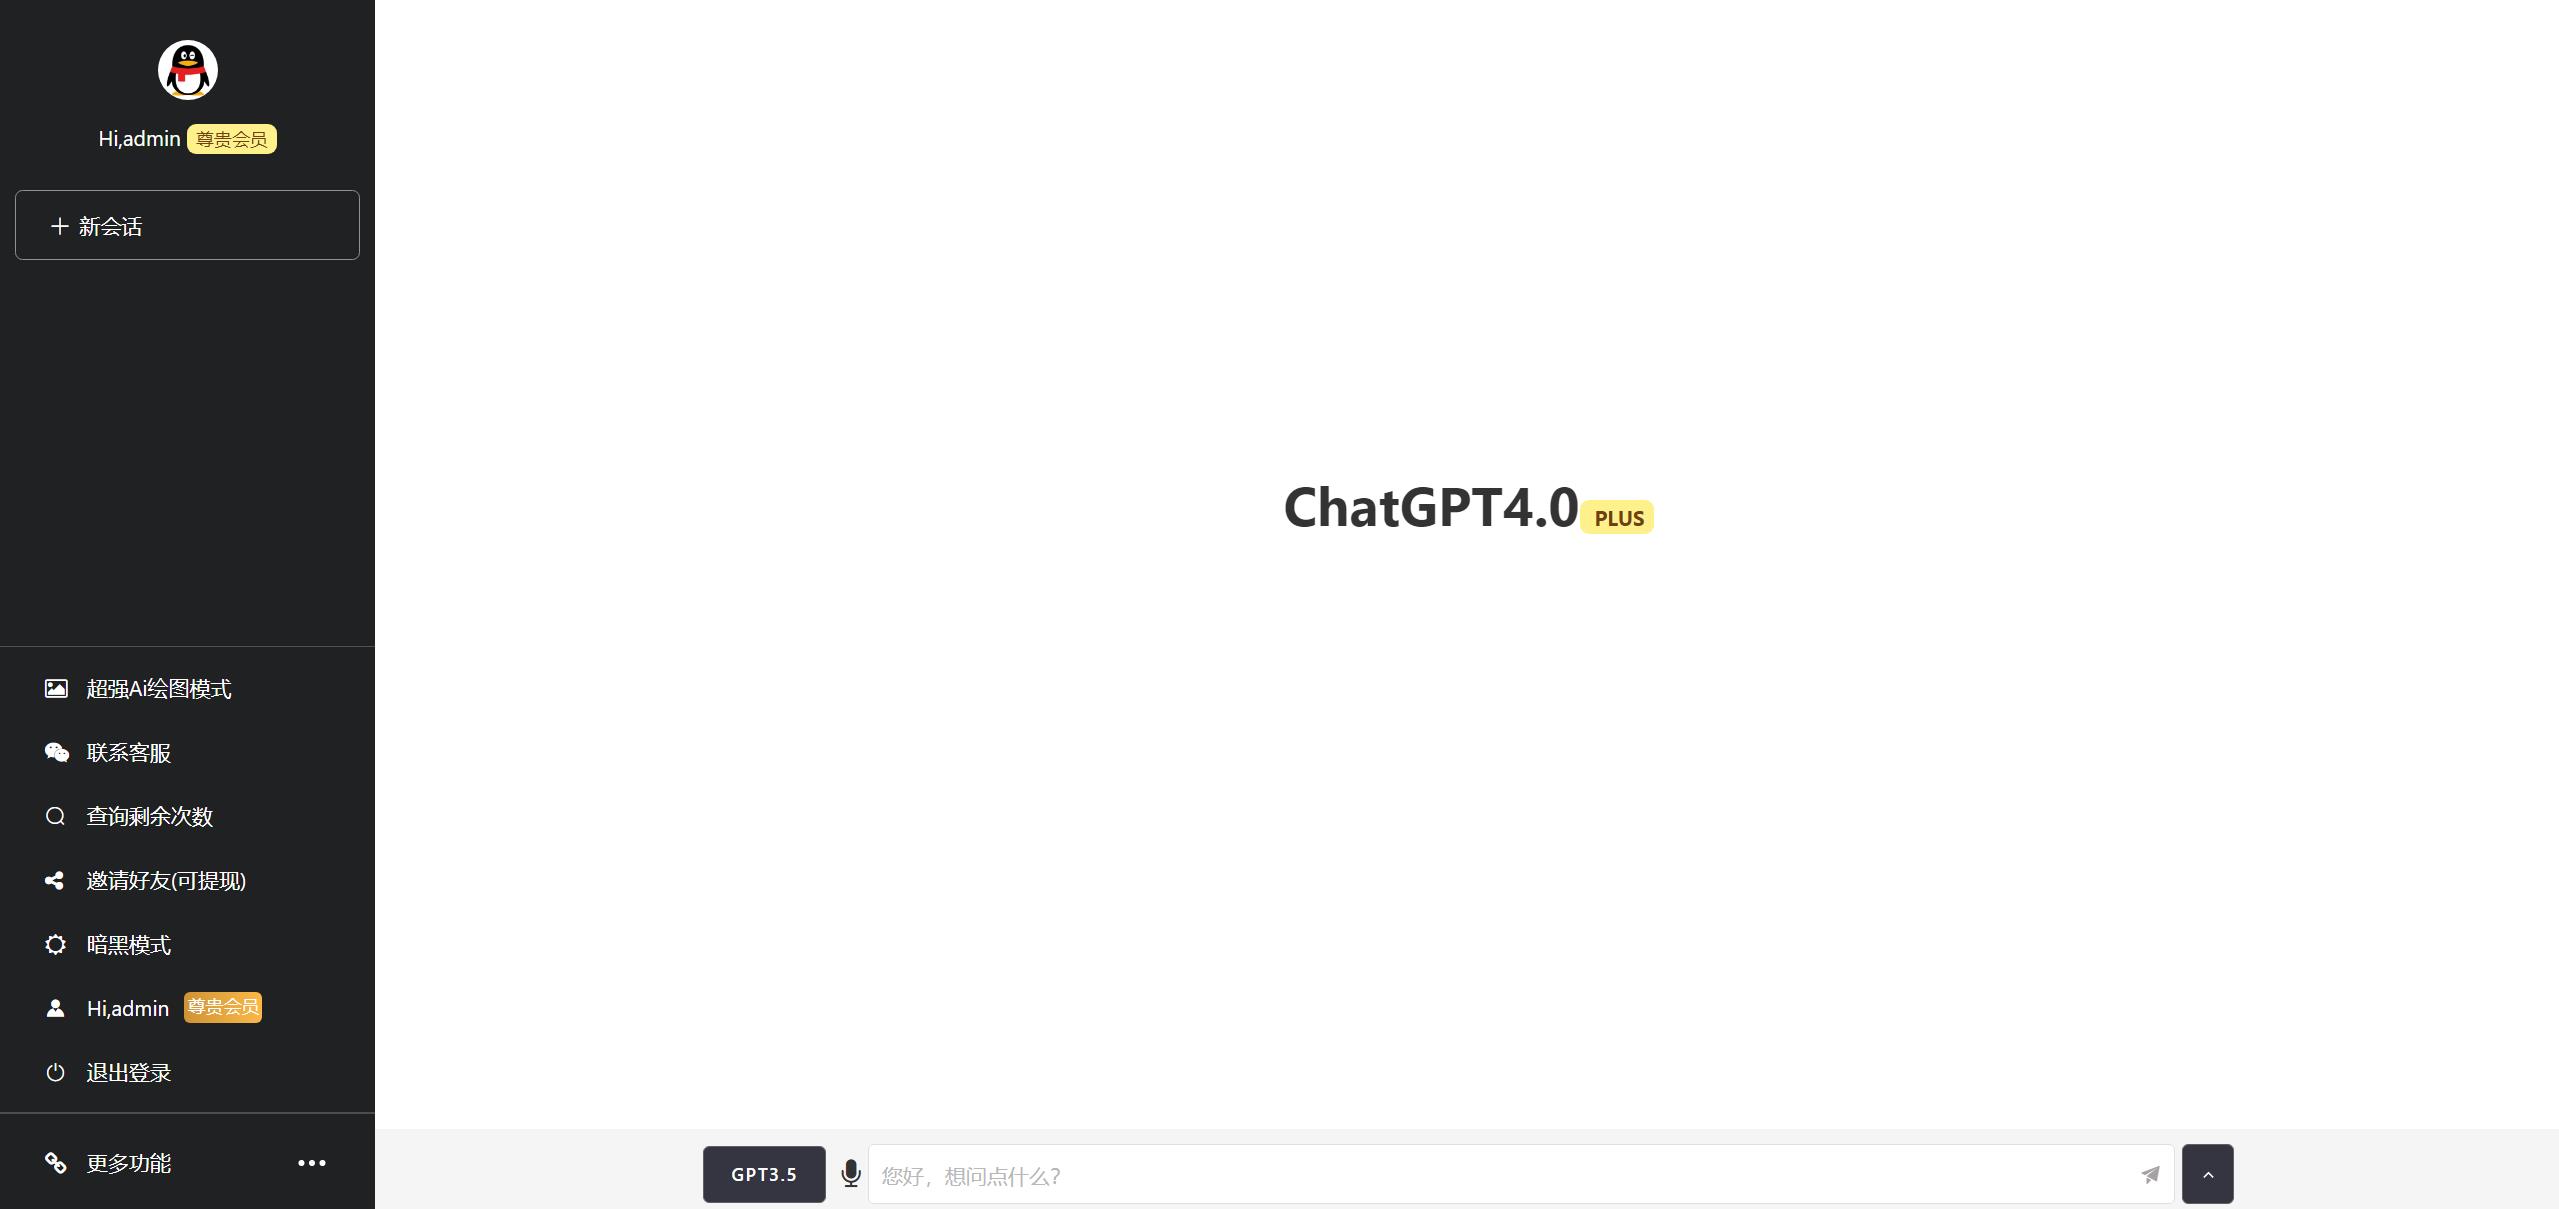 Hi,admin 尊贵会员
新会话
超强Ai绘图模式
联系客服
查询剩余次数
邀请好友(可提现)
暗黑模式
Hi,admin 尊贵会员
退出登录
更多功能
ChatGPT4.0 PLUS
GPT3.5
您好，想问点什么？